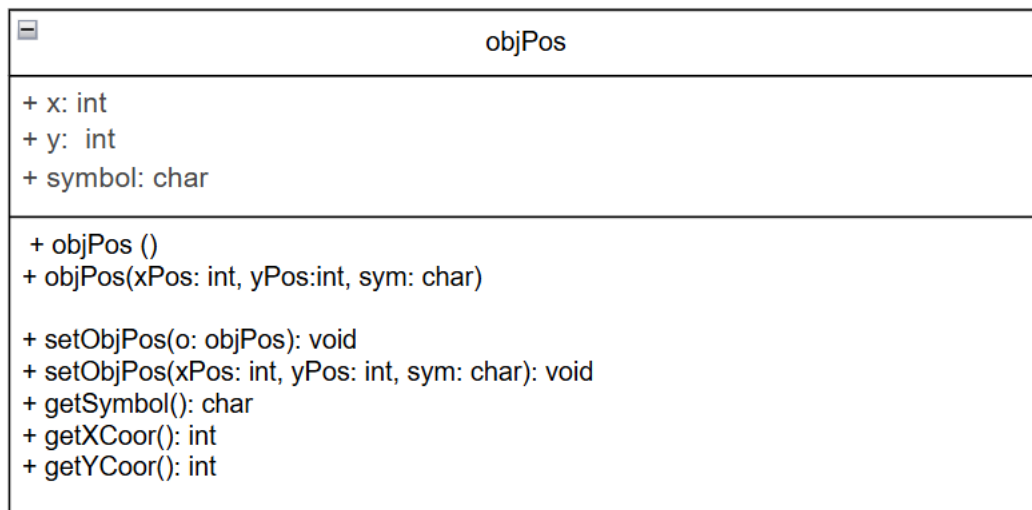 objPos
+ x: int
+ y:  int
+ symbol: char
+ objPos ()
+ objPos(xPos: int, yPos:int, sym: char)
+ setObjPos(o: objPos): void
+ setObjPos(xPos: int, yPos: int, sym: char): void
+ getSymbol(): char
+ getXCoor(): int
+ getYCoor(): int